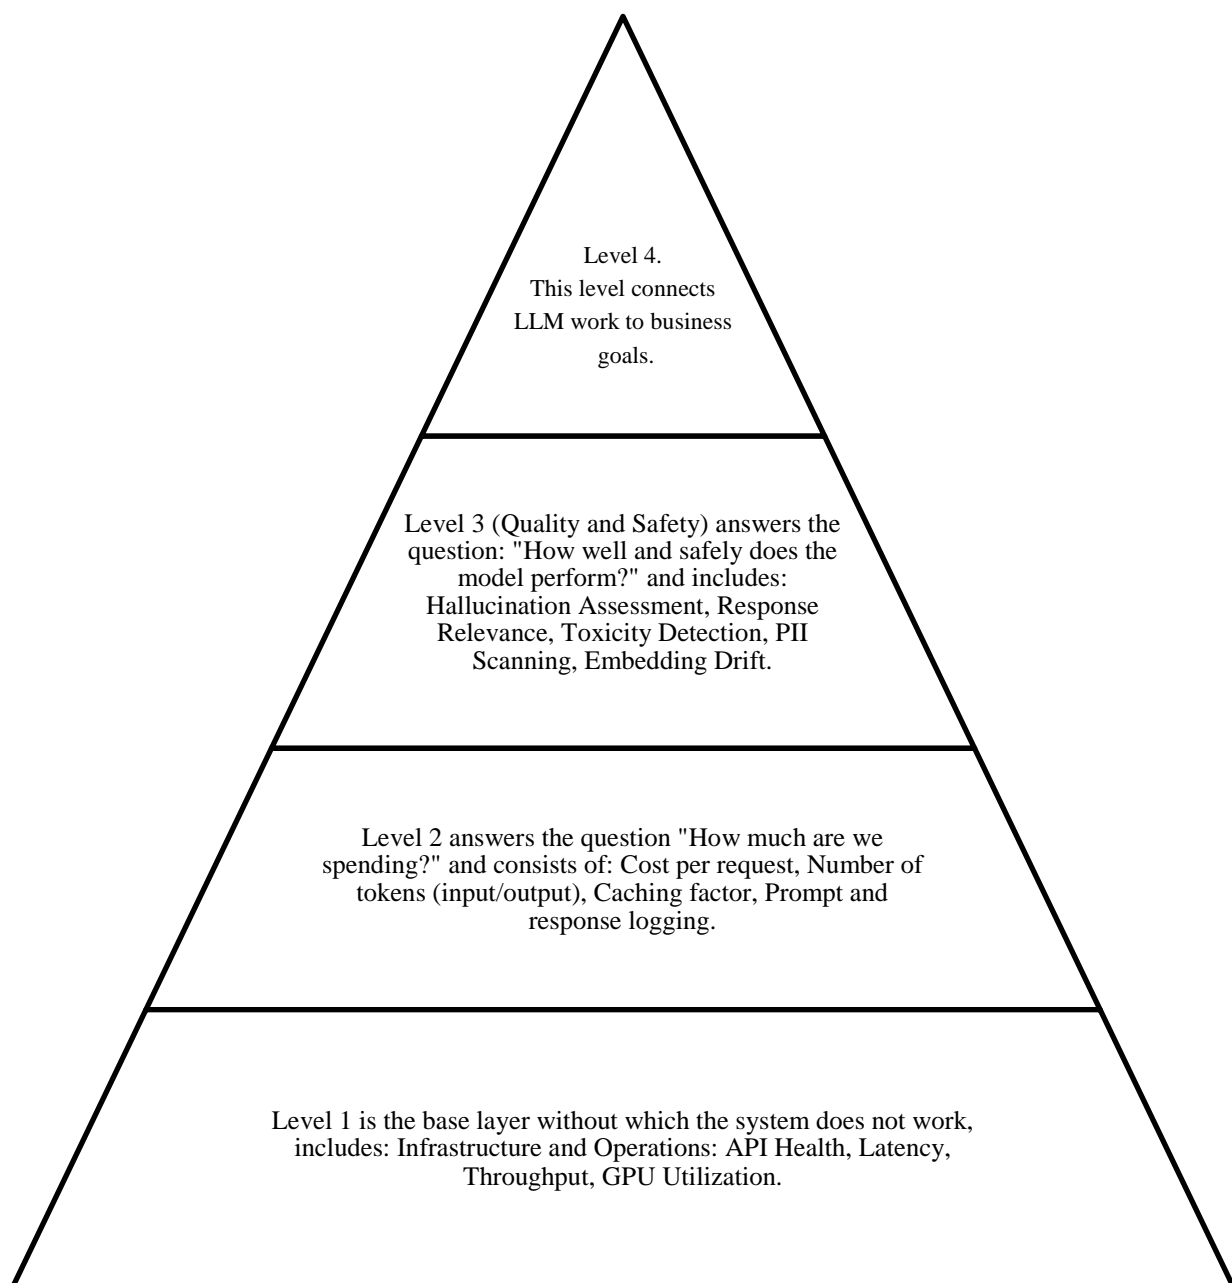 Level 4.
This level connects
LLM work to business
goals.
Level 3 (Quality and Safety) answers the
question: "How well and safely does the
model perform?" and includes:
Hallucination Assessment, Response
Relevance, Toxicity Detection, PII
Scanning, Embedding Drift.
Level 2 answers the question "How much are we
spending?" and consists of: Cost per request, Number of
tokens (input/output), Caching factor, Prompt and
response logging.
Level 1 is the base layer without which the system does not work,
includes: Infrastructure and Operations: API Health, Latency,
Throughput, GPU Utilization.